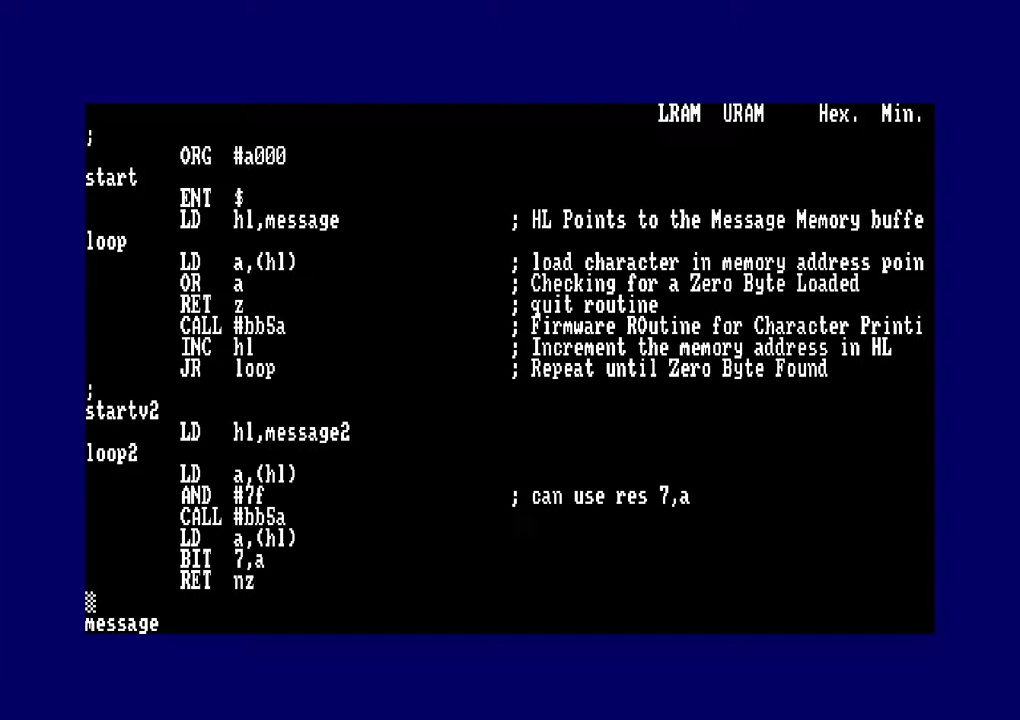 LRAM URAM Hex. Min.
;
ORG #a000
start
ENT $
LD hl,message ; HL Points to the Message Memory buffe
loop
LD a,(hl) ; load character in memory address poin
OR a ; Checking for a Zero Byte Loaded
RET z ; quit routine
CALL #bb5a ; Firmware ROutine for Character Printi
INC hl ; Increment the memory address in HL
JR loop ; Repeat until Zero Byte Found
;
startv2
LD hl,message2
loop2
LD a,(hl)
AND #7f ; can use res 7,a
CALL #bb5a
LD a,(hl)
BIT 7,a
RET nz
message